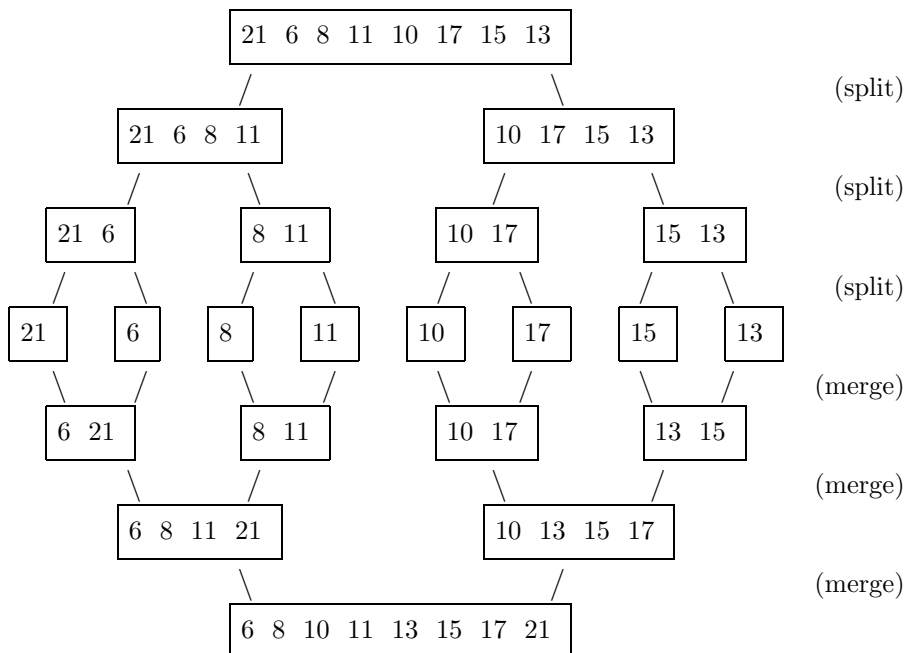 21 6 8 11 10 17 15 13
(split)
21 6 8 11 10 17 15 13
(split)
21 6 8 11 10 17 15 13
(split)
21 6 8 11 10 17 15 13
(merge)
6 21 8 11 10 17 13 15
(merge)
6 8 11 21 10 13 15 17
(merge)
6 8 10 11 13 15 17 21